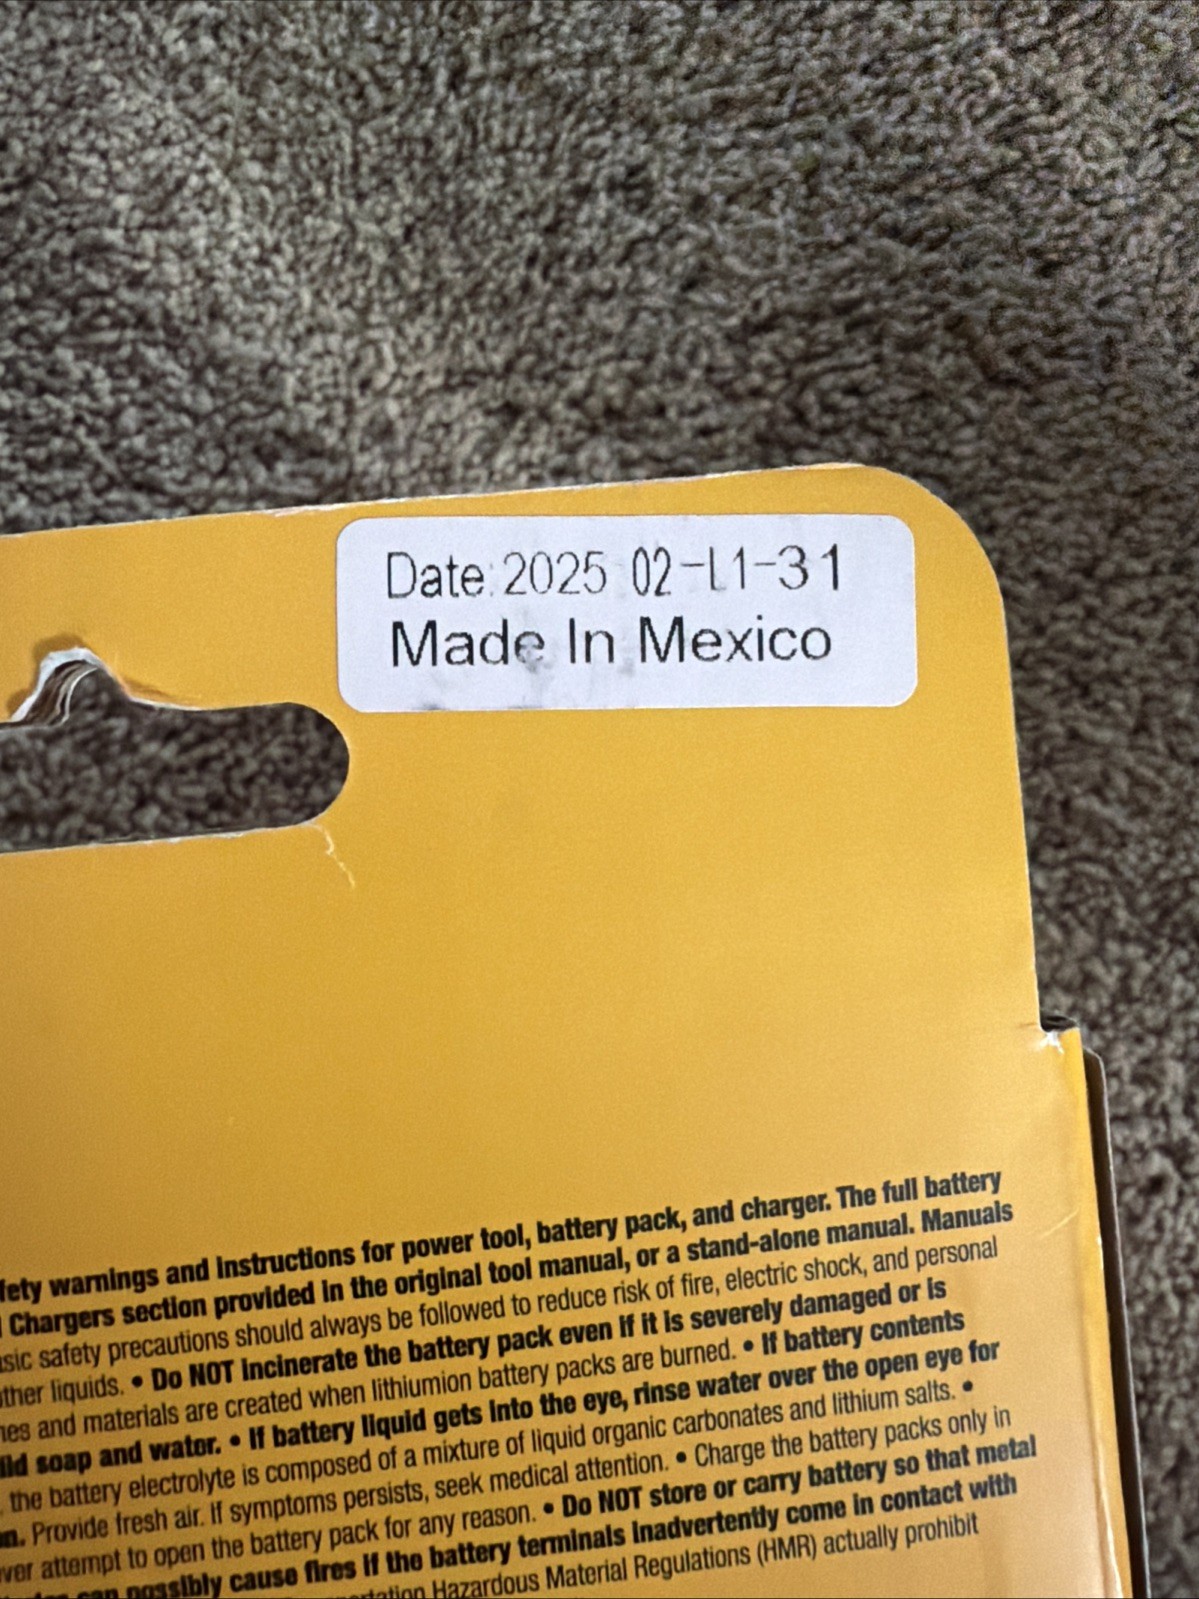 Date: 2025 02-L1-31
Made In Mexico
fety warnings and instructions for power tool, battery pack, and charger. The full battery
Chargers section provided in the original tool manual, or a stand-alone manual. Manuals
sic safety precautions should always be followed to reduce risk of fire, electric shock, and personal
ther liquids. • Do NOT incinerate the battery pack even if it is severely damaged or is
nes and materials are created when lithiumion battery packs are burned. • If battery contents
ild soap and water. • If battery liquid gets into the eye, rinse water over the open eye for
the battery electrolyte is composed of a mixture of liquid organic carbonates and lithium salts. •
n. Provide fresh air. If symptoms persists, seek medical attention. • Charge the battery packs only in
ver attempt to open the battery pack for any reason. • Do NOT store or carry battery so that metal
can possibly cause fires if the battery terminals inadvertently come in contact with
Hazardous Material Regulations (HMR) actually prohibit